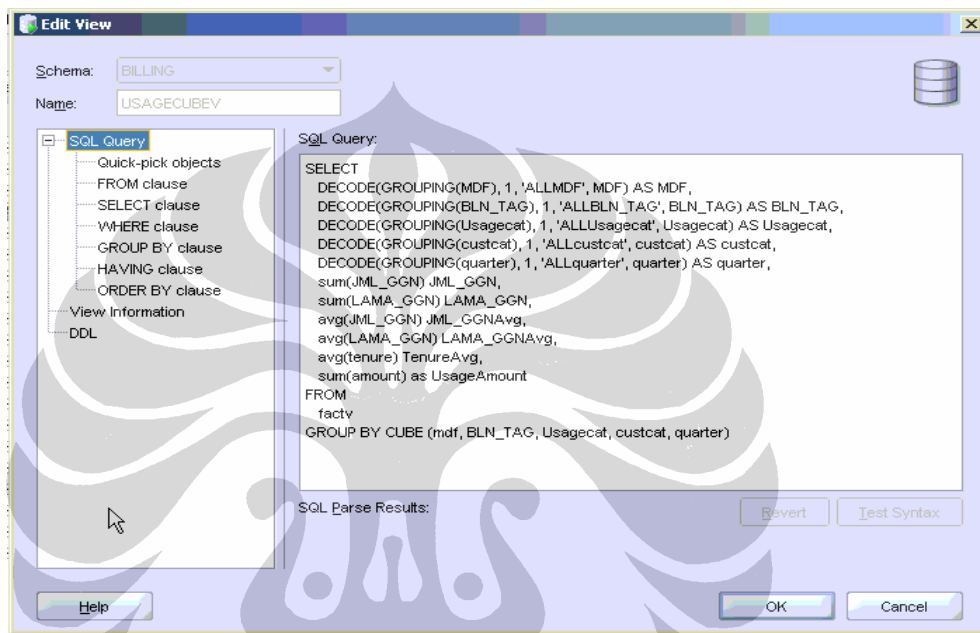 Edit View
Schema: BILLING
Name: USAGECUBEV
SQL Query
Quick-pick objects
FROM clause
SELECT clause
WHERE clause
GROUP BY clause
HAVING clause
ORDER BY clause
View Information
DDL
SQL Query:
SELECT
DECODE(GROUPING(MDF), 1, 'ALLMDF', MDF) AS MDF,
DECODE(GROUPING(BLN_TAG), 1, 'ALLBLN_TAG', BLN_TAG) AS BLN_TAG,
DECODE(GROUPING(Usagecat), 1, 'ALLUsagecat', Usagecat) AS Usagecat,
DECODE(GROUPING(custcat), 1, 'ALLcustcat', custcat) AS custcat,
DECODE(GROUPING(quarter), 1, 'ALLquarter', quarter) AS quarter,
sum(JML_GGN) JML_GGN,
sum(LAMA_GGN) LAMA_GGN,
avg(JML_GGN) JML_GGNAvg,
avg(LAMA_GGN) LAMA_GGNAvg,
avg(tenure) TenureAvg,
sum(amount) as UsageAmount
FROM
factv
GROUP BY CUBE (mdf, BLN_TAG, Usagecat, custcat, quarter)
SQL Parse Results:
Revert
Test Syntax
Help
OK
Cancel